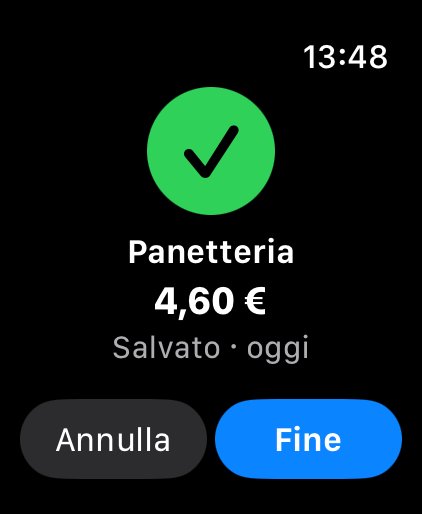 13:48
Panetteria
4,60 €
Salvato · oggi
Annulla
Fine